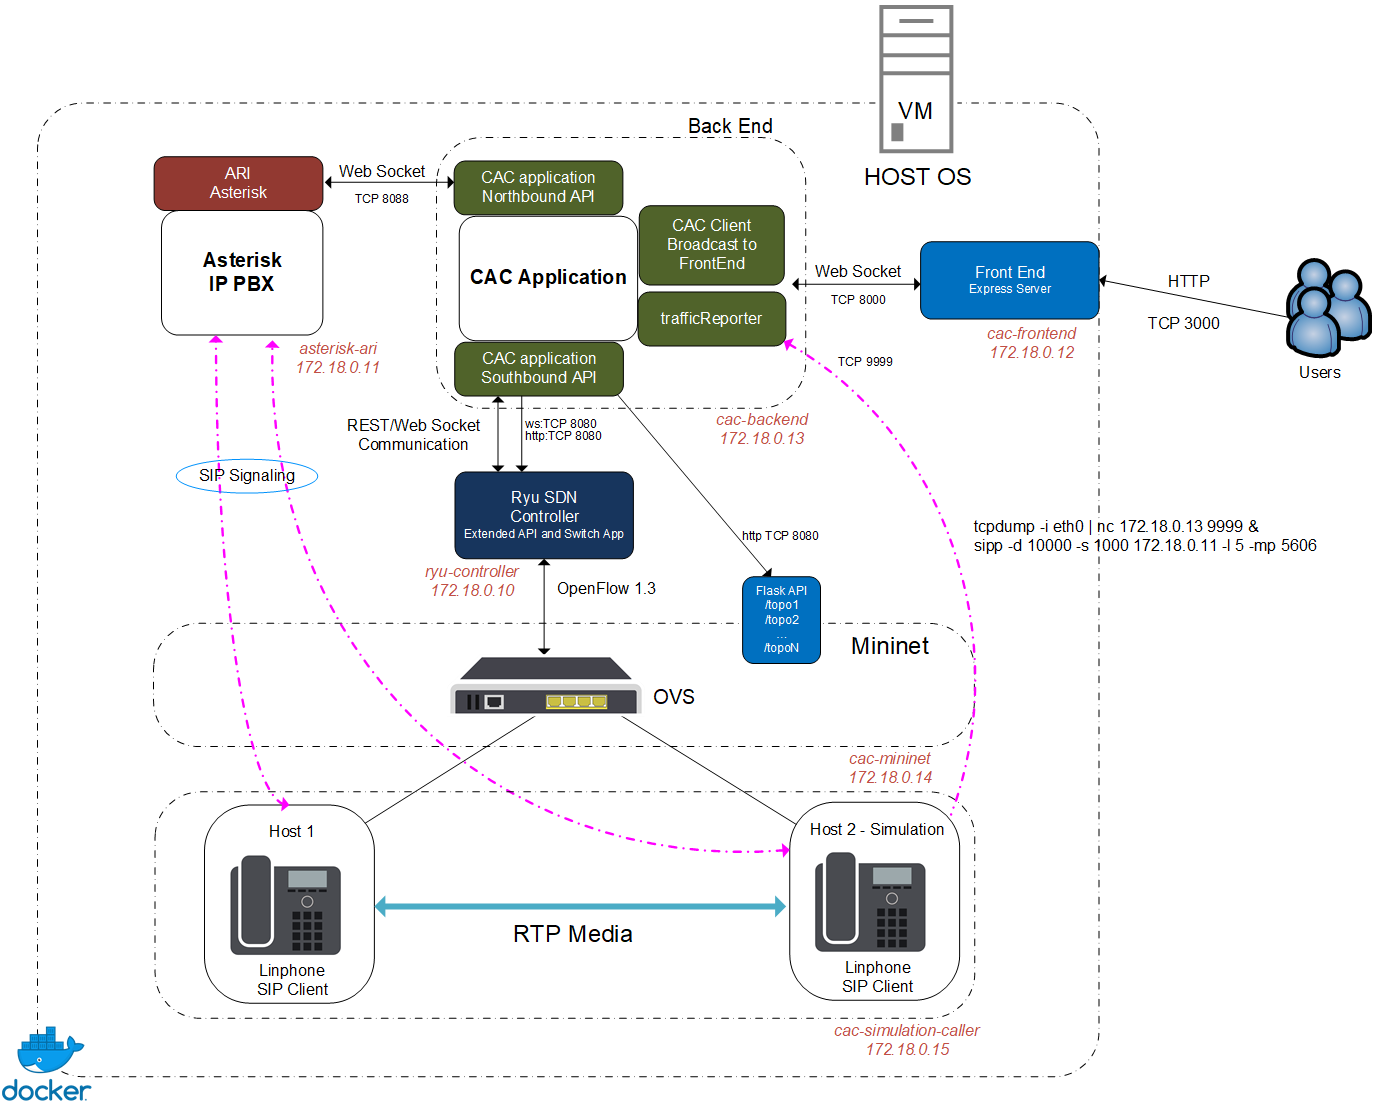 VM
HOST OS
Back End
ARI
Asterisk
Web Socket
TCP 8088
CAC application
Northbound API
Asterisk
IP PBX
CAC Application
CAC Client
Broadcast to
FrontEnd
trafficReporter
Web Socket
TCP 8000
Front End
Express Server
HTTP
TCP 3000
Users
cac-frontend
172.18.0.12
asterisk-ari
172.18.0.11
CAC application
Southbound API
TCP 9999
cac-backend
172.18.0.13
REST/Web Socket
Communication
ws:TCP 8080
http:TCP 8080
SIP Signaling
Ryu SDN
Controller
Extended API and Switch App
ryu-controller
172.18.0.10
OpenFlow 1.3
http TCP 8080
tcpdump -i eth0 | nc 172.18.0.13 9999 &
sipp -d 10000 -s 1000 172.18.0.11 -l 5 -mp 5606
Flask API
/topo1
/topo2
...
/topoN
Mininet
OVS
cac-mininet
172.18.0.14
Host 1
Linphone
SIP Client
RTP Media
Host 2 - Simulation
Linphone
SIP Client
cac-simulation-caller
172.18.0.15
docker